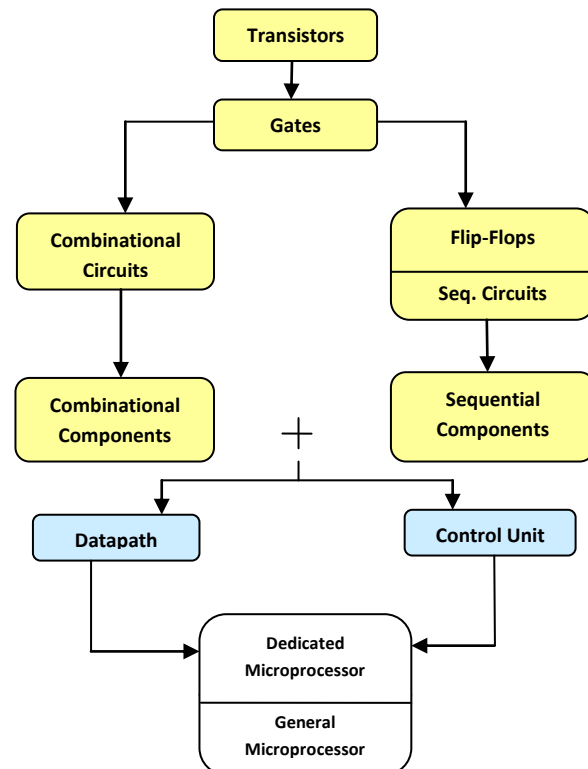 Transistors
Gates
Combinational
Circuits
Flip-Flops
Seq. Circuits
Combinational
Components
Sequential
Components
+
Datapath
Control Unit
Dedicated
Microprocessor
General
Microprocessor